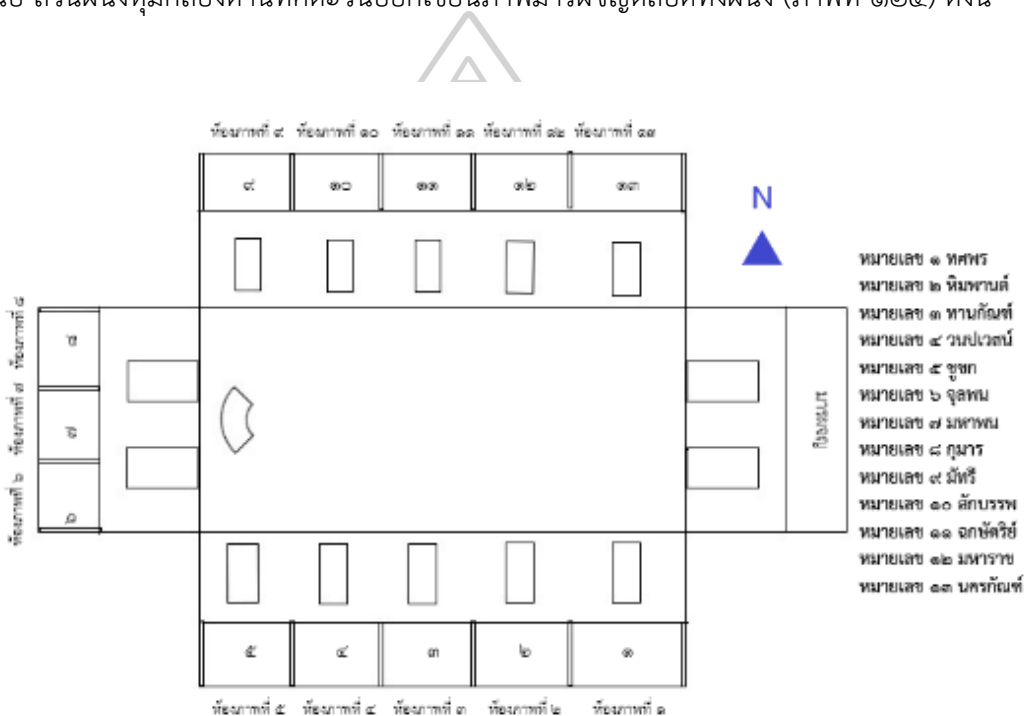 ห้องภาพที่ ๙ ห้องภาพที่ ๑๐ ห้องภาพที่ ๑๑ ห้องภาพที่ ๑๒ ห้องภาพที่ ๑๓
๙ ๑๐ ๑๑ ๑๒ ๑๓
N
ห้องภาพที่ ๖ ห้องภาพที่ ๗ ห้องภาพที่ ๘
๘
๗
๖
มารผจญ
หมายเลข ๑ ทศพร
หมายเลข ๒ หิมพานต์
หมายเลข ๓ ทานกัณฑ์
หมายเลข ๔ วนปเวสน์
หมายเลข ๕ ชูชก
หมายเลข ๖ จุลพน
หมายเลข ๗ มหาพน
หมายเลข ๘ กุมาร
หมายเลข ๙ มัทรี
หมายเลข ๑๐ สักบรรพ
หมายเลข ๑๑ ฉกษัตริย์
หมายเลข ๑๒ มหาราช
หมายเลข ๑๓ นครกัณฑ์
๕ ๔ ๓ ๒ ๑
ห้องภาพที่ ๕ ห้องภาพที่ ๔ ห้องภาพที่ ๓ ห้องภาพที่ ๒ ห้องภาพที่ ๑